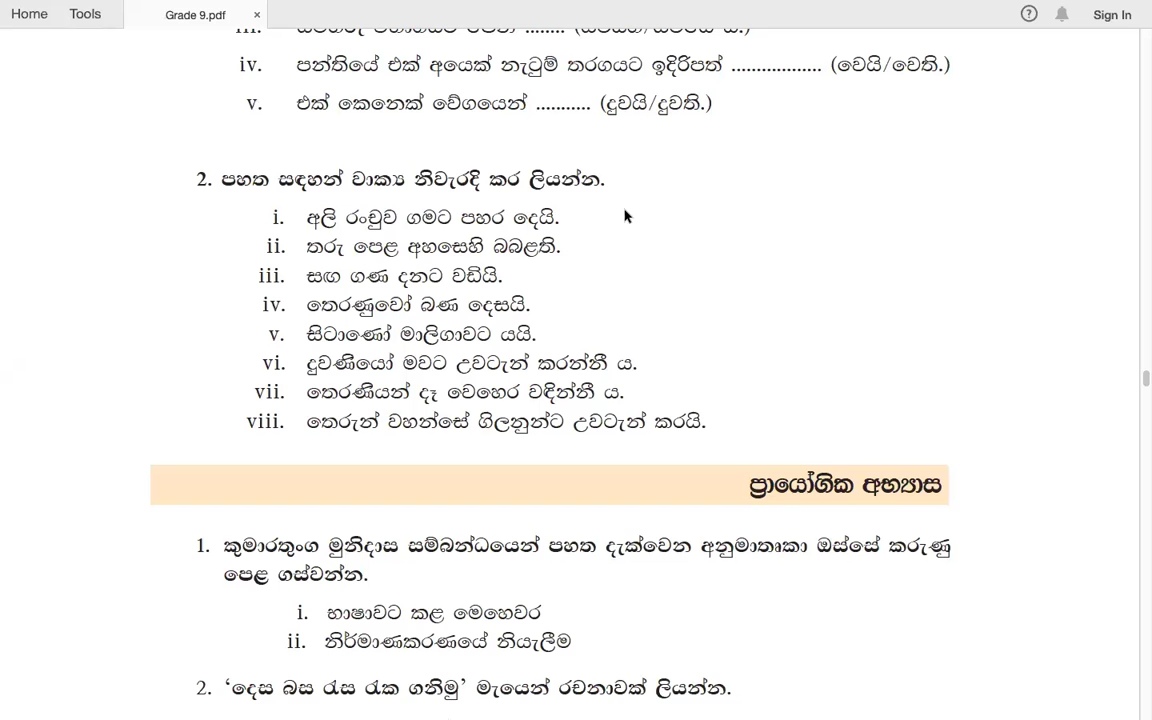 Home Tools Grade 9.pdf × Sign In
iv. පන්තියේ එක් අයෙක් නැටුම් තරගයට ඉදිරිපත් .................. (වෙයි/වෙති.)
v. එක් කෙනෙක් වේගයෙන් ........... (දුවයි/දුවති.)
2. පහත සඳහන් වාක්‍ය නිවැරදි කර ලියන්න.
i. අලි රංචුව ගමට පහර දෙයි.
ii. තරු පෙළ අහසෙහි බබළති.
iii. සඟ ගණ දනට වඩියි.
iv. තෙරණුවෝ බණ දෙසයි.
v. සිටාණෝ මාලිගාවට යයි.
vi. දුවණියෝ මවට උවටැන් කරන්නී ය.
vii. තෙරණියන් දෑ වෙහෙර වඳින්නී ය.
viii. තෙරුන් වහන්සේ ගිලනුන්ට උවටැන් කරයි.
ප්‍රායෝගික අභ්‍යාස
1. කුමාරතුංග මුනිදාස සම්බන්ධයෙන් පහත දැක්වෙන අනුමාතෘකා ඔස්සේ කරුණු
පෙළ ගස්වන්න.
i. භාෂාවට කළ මෙහෙවර
ii. නිර්මාණකරණයේ නියැලීම
2. ‘දෙස බස රැස රැක ගනිමු’ මැයෙන් රචනාවක් ලියන්න.